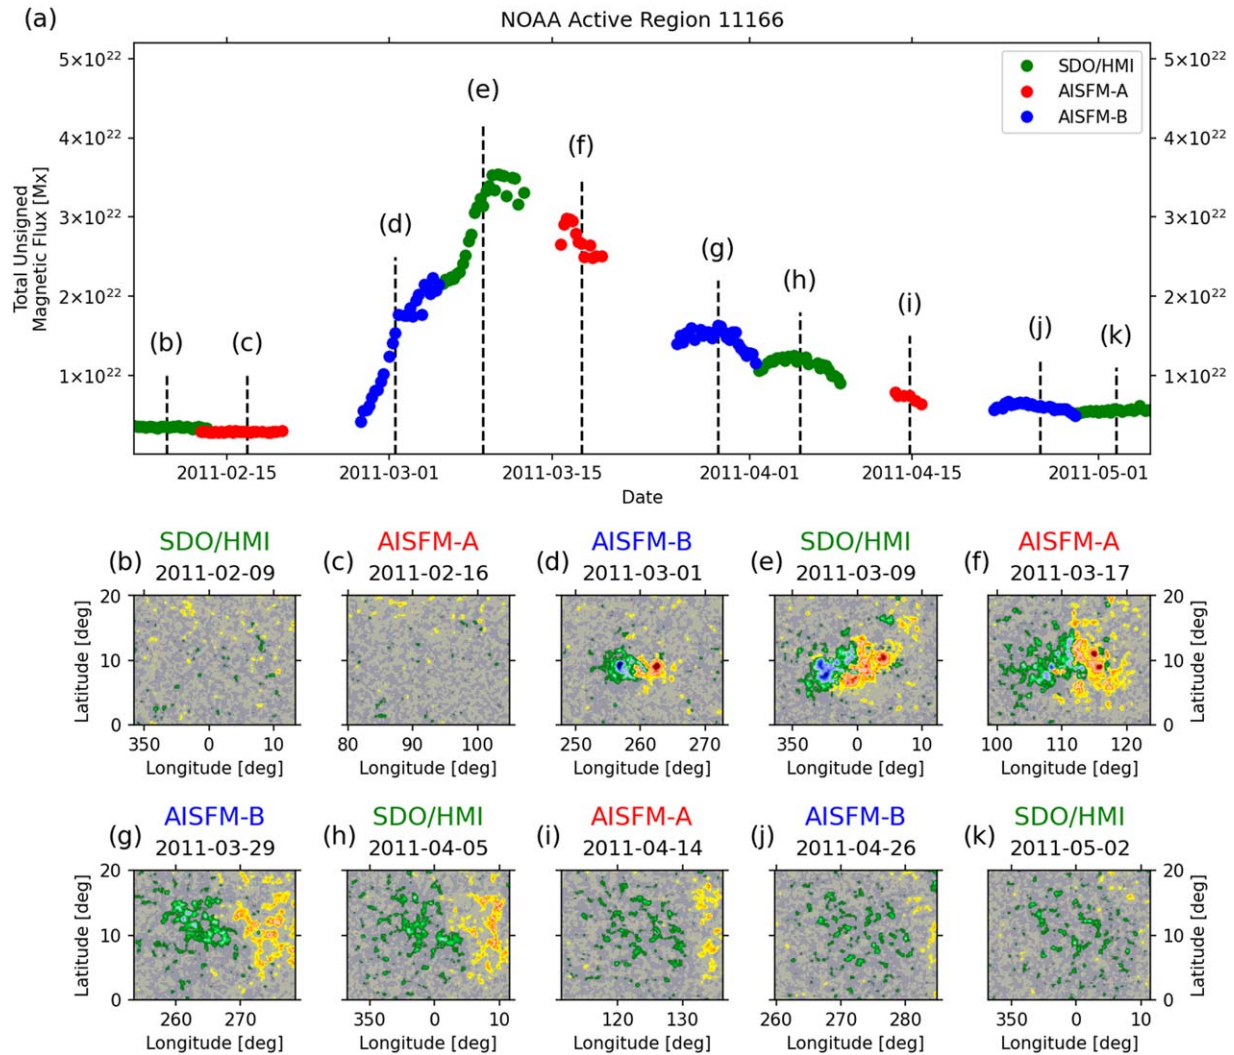 (a)
NOAA Active Region 11166
5×10²² 5×10²²
4×10²² 4×10²²
3×10²² 3×10²²
2×10²² 2×10²²
1×10²² 1×10²²
Total Unsigned
Magnetic Flux [Mx]
SDO/HMI
AISFM-A
AISFM-B
(b) (c) (d) (e) (f) (g) (h) (i) (j) (k)
2011-02-15 2011-03-01 2011-03-15 2011-04-01 2011-04-15 2011-05-01
Date
(b) SDO/HMI
2011-02-09
(c) AISFM-A
2011-02-16
(d) AISFM-B
2011-03-01
(e) SDO/HMI
2011-03-09
(f) AISFM-A
2011-03-17
Latitude [deg]
20
10
0
20
10
0
Latitude [deg]
350 0 10
80 90 100
250 260 270
350 0 10
100 110 120
Longitude [deg] Longitude [deg] Longitude [deg] Longitude [deg] Longitude [deg]
(g) AISFM-B
2011-03-29
(h) SDO/HMI
2011-04-05
(i) AISFM-A
2011-04-14
(j) AISFM-B
2011-04-26
(k) SDO/HMI
2011-05-02
Latitude [deg]
20
10
0
20
10
0
Latitude [deg]
260 270
350 0 10
120 130
260 270 280
350 0 10
Longitude [deg] Longitude [deg] Longitude [deg] Longitude [deg] Longitude [deg]